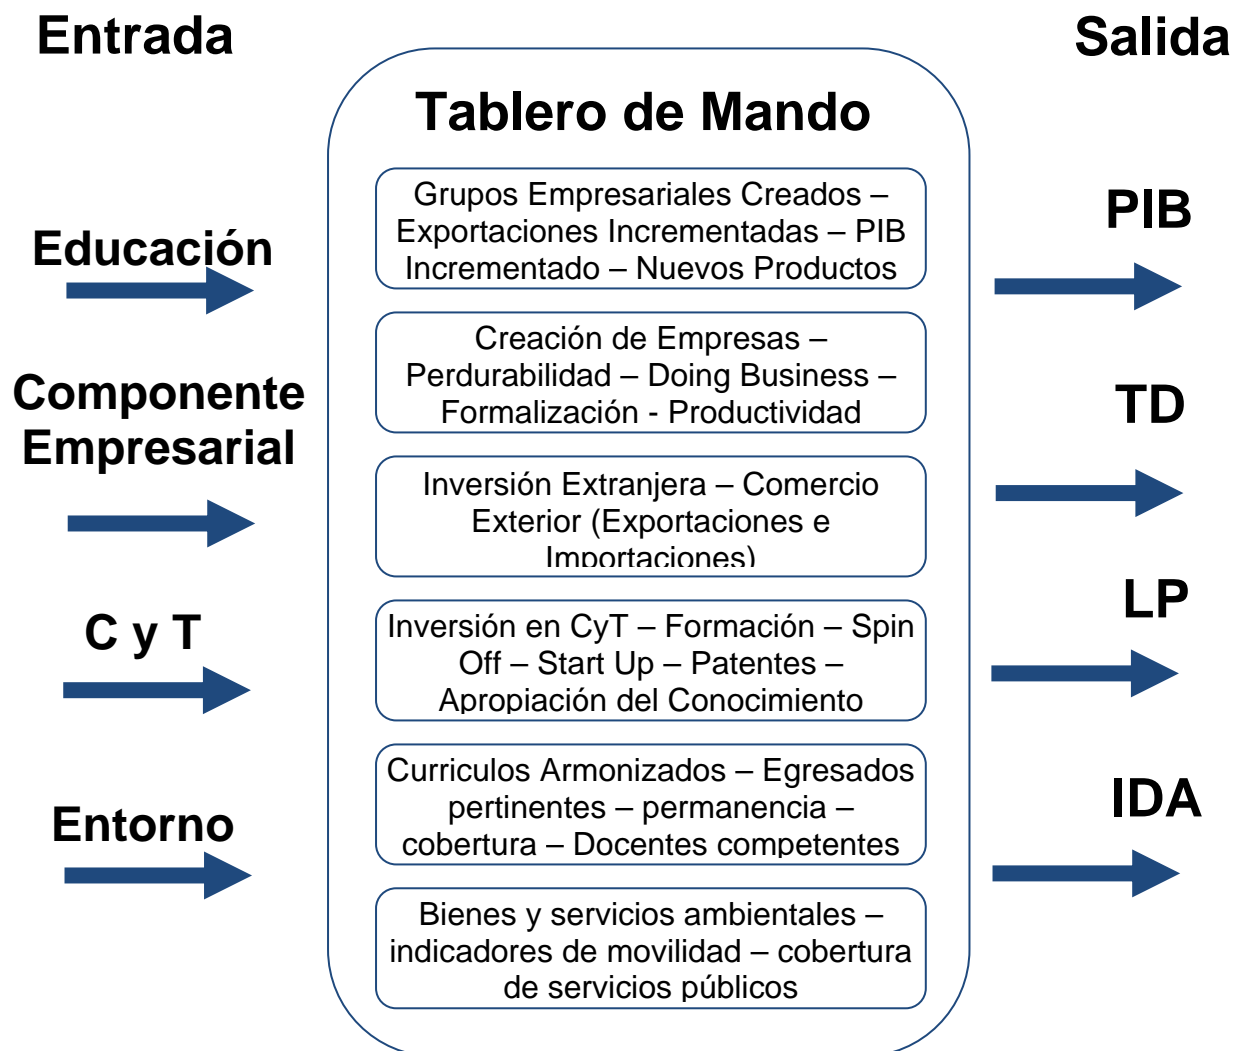 Entrada
Salida
Tablero de Mando
Educación
Componente
Empresarial
C y T
Entorno
Grupos Empresariales Creados –
Exportaciones Incrementadas – PIB
Incrementado – Nuevos Productos
Creación de Empresas –
Perdurabilidad – Doing Business –
Formalización - Productividad
Inversión Extranjera – Comercio
Exterior (Exportaciones e
Importaciones)
Inversión en CyT – Formación – Spin
Off – Start Up – Patentes –
Apropiación del Conocimiento
Curriculos Armonizados – Egresados
pertinentes – permanencia –
cobertura – Docentes competentes
Bienes y servicios ambientales –
indicadores de movilidad – cobertura
de servicios públicos
PIB
TD
LP
IDA